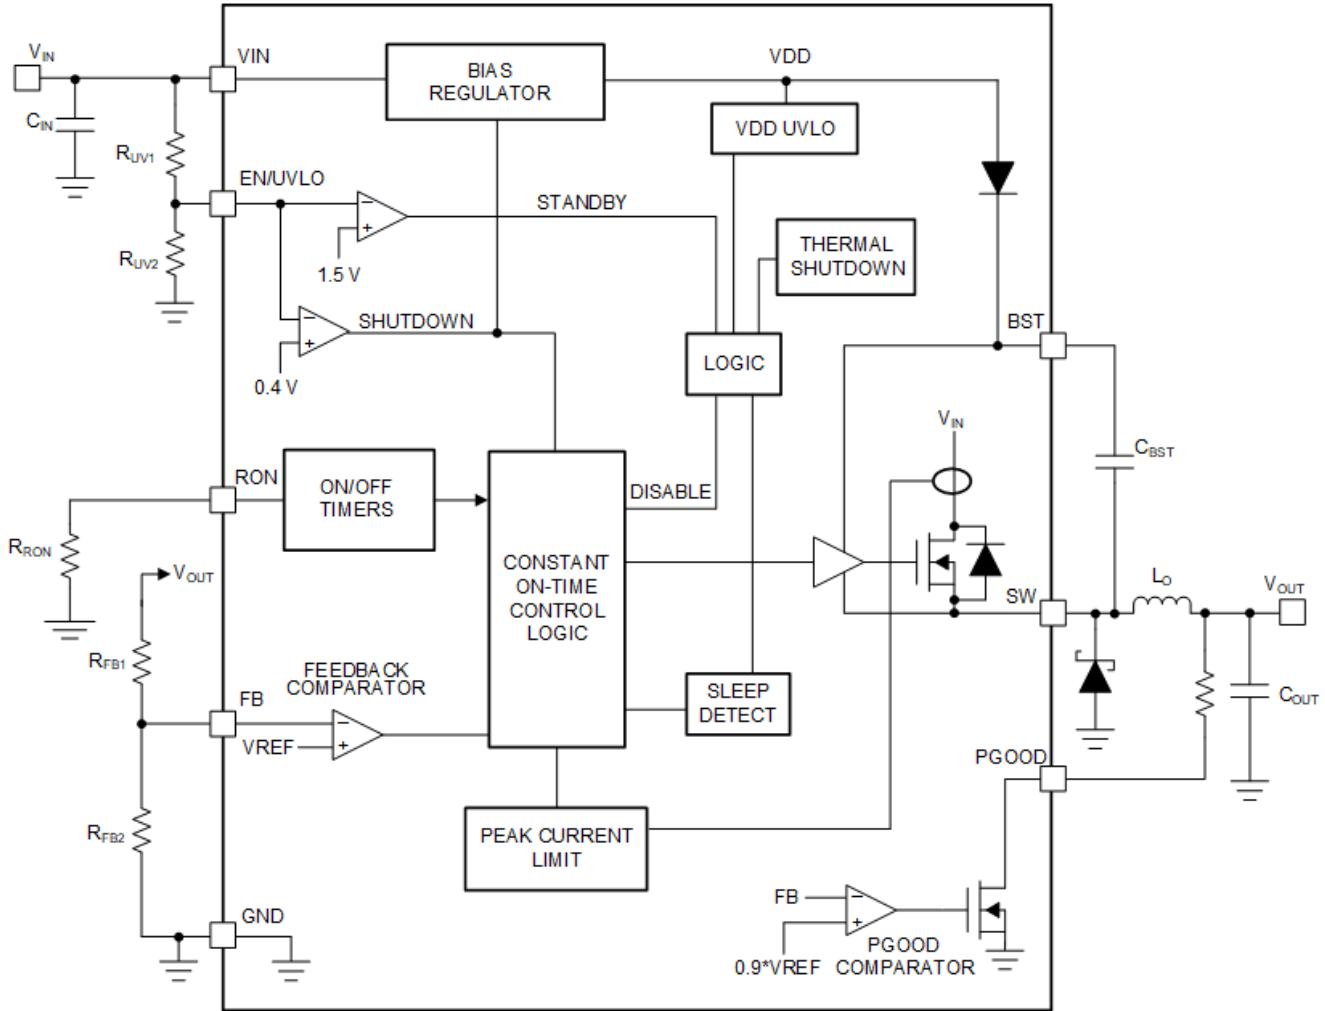 VIN
VIN
BIAS
REGULATOR
VDD
CIN
RUV1
VDD UVLO
EN/UVLO
STANDBY
−
+
RUV2
1.5 V
THERMAL
SHUTDOWN
SHUTDOWN
−
+
0.4 V
BST
LOGIC
VIN
CBST
RON
ON/OFF
TIMERS
DISABLE
RRON
VOUT
CONSTANT
ON-TIME
CONTROL
LOGIC
SW
LO
VOUT
RFB1
FEEDBACK
COMPARATOR
FB
−
+
VREF
SLEEP
DETECT
COUT
PGOOD
RFB2
PEAK CURRENT
LIMIT
GND
FB
−
+
0.9*VREF
PGOOD
COMPARATOR